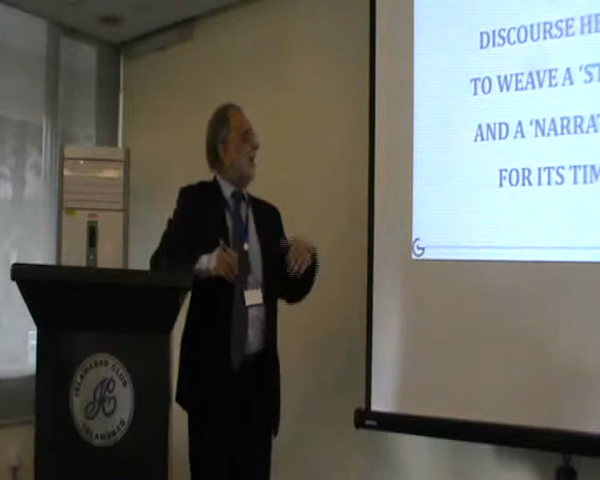 DISCOURSE HE
TO WEAVE A 'ST
AND A 'NARRAT
FOR ITS TIM
ISLAMABAD CLUB
ISLAMABAD